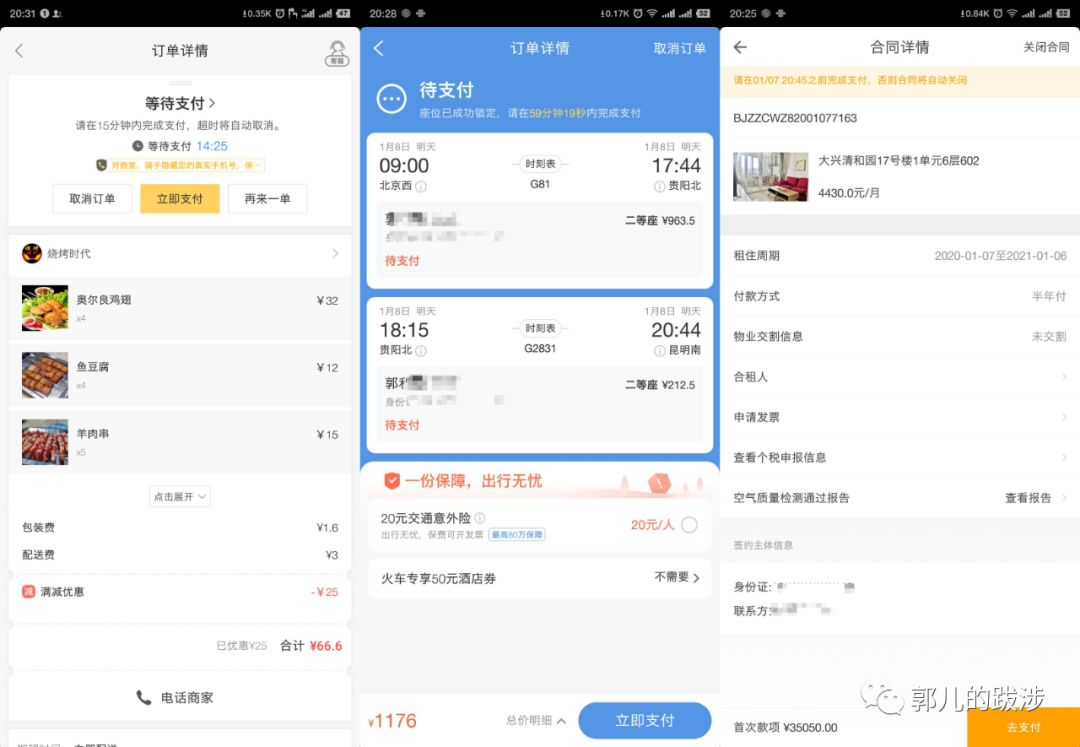 20:31
0.35K
47
订单详情
客服
等待支付
请在15分钟内完成支付，超时将自动取消。
等待支付 14:25
对商家、骑手隐藏您的真实手机号，保…
取消订单
立即支付
再来一单
烧烤时代
奥尔良鸡翅
¥32
x4
鱼豆腐
¥12
x4
羊肉串
¥15
x5
点击展开
包装费
¥1.6
配送费
¥3
减 满减优惠
-¥25
已优惠¥25 合计 ¥66.6
电话商家
20:28
0.17K
52
订单详情
取消订单
待支付
座位已成功锁定，请在59分钟19秒内完成支付
1月8日 明天
1月8日 明天
09:00
时刻表
17:44
北京西
G81
贵阳北
二等座 ¥963.5
待支付
1月8日 明天
1月8日 明天
18:15
时刻表
20:44
贵阳北
G2831
昆明南
二等座 ¥212.5
身份
待支付
一份保障，出行无忧
20元交通意外险
20元/人
出行无忧，保费可开发票 最高80万保障
火车专享50元酒店券
不需要
¥1176
总价明细
立即支付
20:25
0.84K
52
合同详情
关闭合同
请在01/07 20:45之前完成支付，否则合同将自动关闭
BJZZCWZ82001077163
大兴清和园17号楼1单元6层602
4430.0元/月
租住周期
2020-01-07至2021-01-06
付款方式
半年付
物业交割信息
未交割
合租人
申请发票
查看个税申报信息
空气质量检测通过报告
查看报告
签约主体信息
身份证:
联系方:
郭儿的跋涉
首次款项 ¥35050.00
去支付